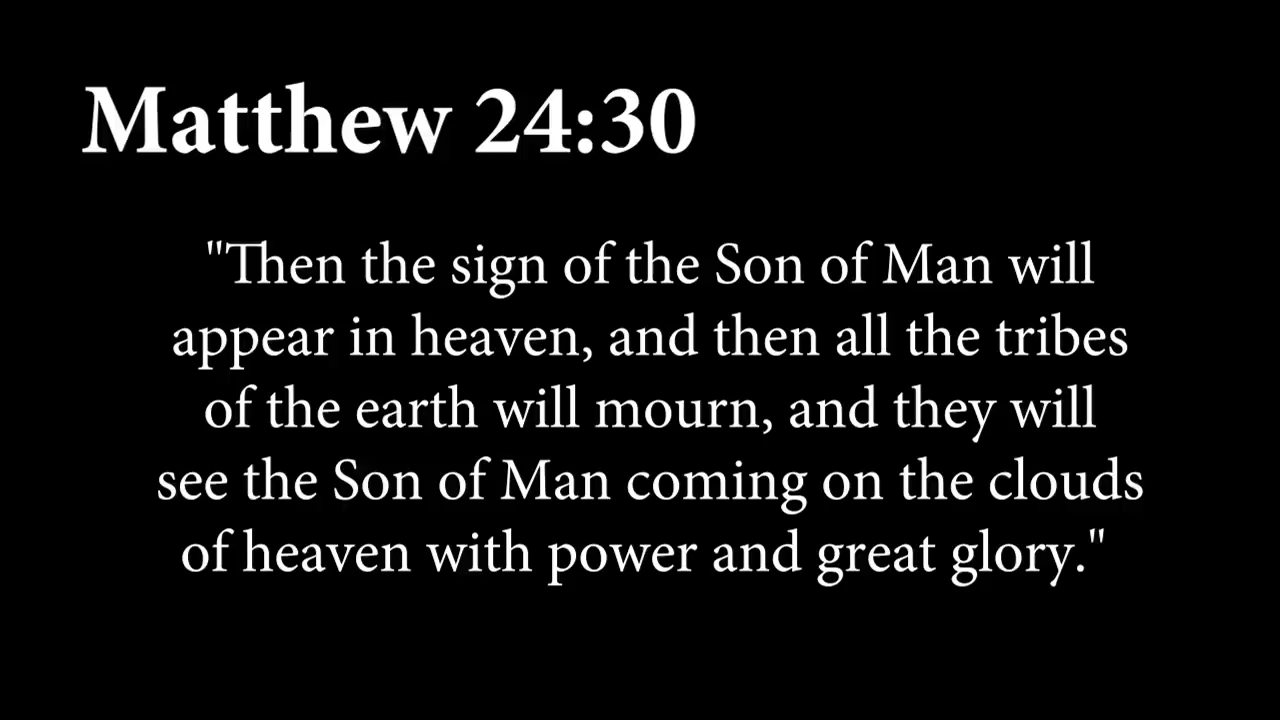 Matthew 24:30
"Then the sign of the Son of Man will
appear in heaven, and then all the tribes
of the earth will mourn, and they will
see the Son of Man coming on the clouds
of heaven with power and great glory."